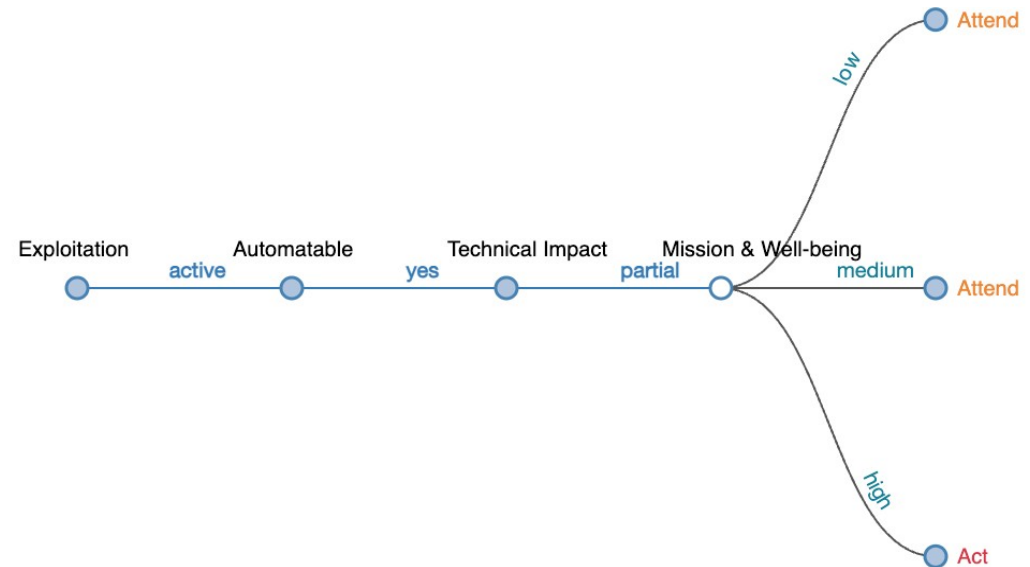 Attend
low
Exploitation
Automatable
Technical Impact
Mission & Well-being
active
yes
partial
medium
Attend
high
Act